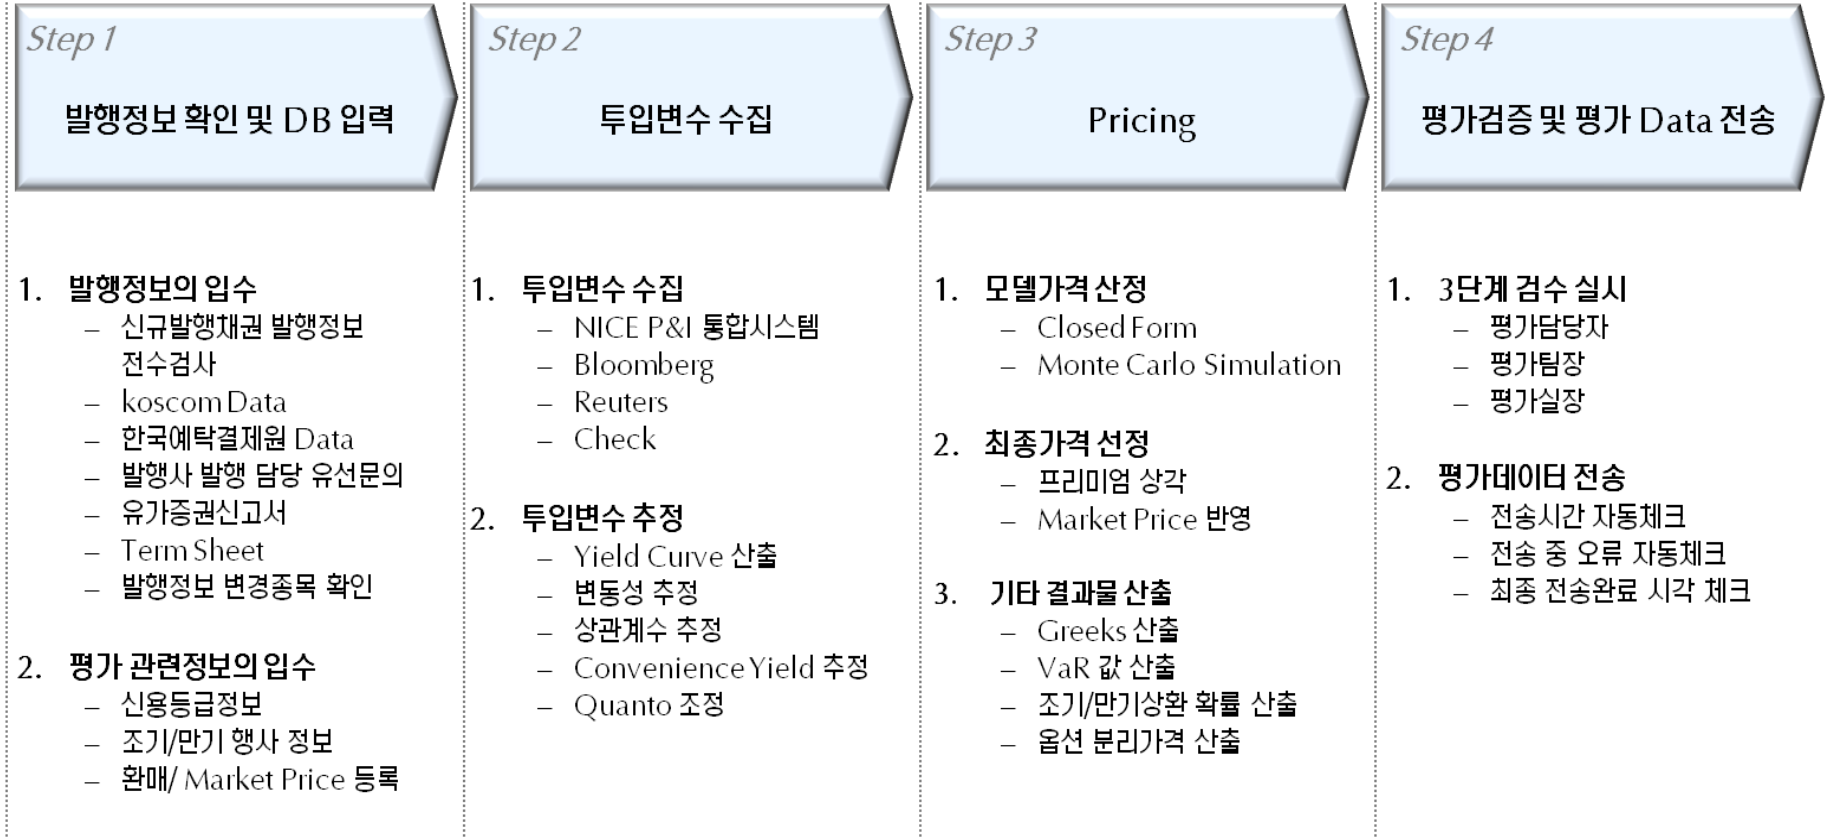 Step 1
발행정보 확인 및 DB 입력
1. 발행정보의 입수
– 신규발행채권 발행정보
전수검사
– koscom Data
– 한국예탁결제원 Data
– 발행사 발행 담당 유선문의
– 유가증권신고서
– Term Sheet
– 발행정보 변경종목 확인
2. 평가 관련정보의 입수
– 신용등급정보
– 조기/만기 행사 정보
– 환매/ Market Price 등록
Step 2
투입변수 수집
1. 투입변수 수집
– NICE P&I 통합시스템
– Bloomberg
– Reuters
– Check
2. 투입변수 추정
– Yield Curve 산출
– 변동성 추정
– 상관계수 추정
– Convenience Yield 추정
– Quanto 조정
Step 3
Pricing
1. 모델가격 산정
– Closed Form
– Monte Carlo Simulation
2. 최종가격 선정
– 프리미엄 상각
– Market Price 반영
3. 기타 결과물 산출
– Greeks 산출
– VaR 값 산출
– 조기/만기상환 확률 산출
– 옵션 분리가격 산출
Step 4
평가검증 및 평가 Data 전송
1. 3단계 검수 실시
– 평가담당자
– 평가팀장
– 평가실장
2. 평가데이터 전송
– 전송시간 자동체크
– 전송 중 오류 자동체크
– 최종 전송완료 시각 체크